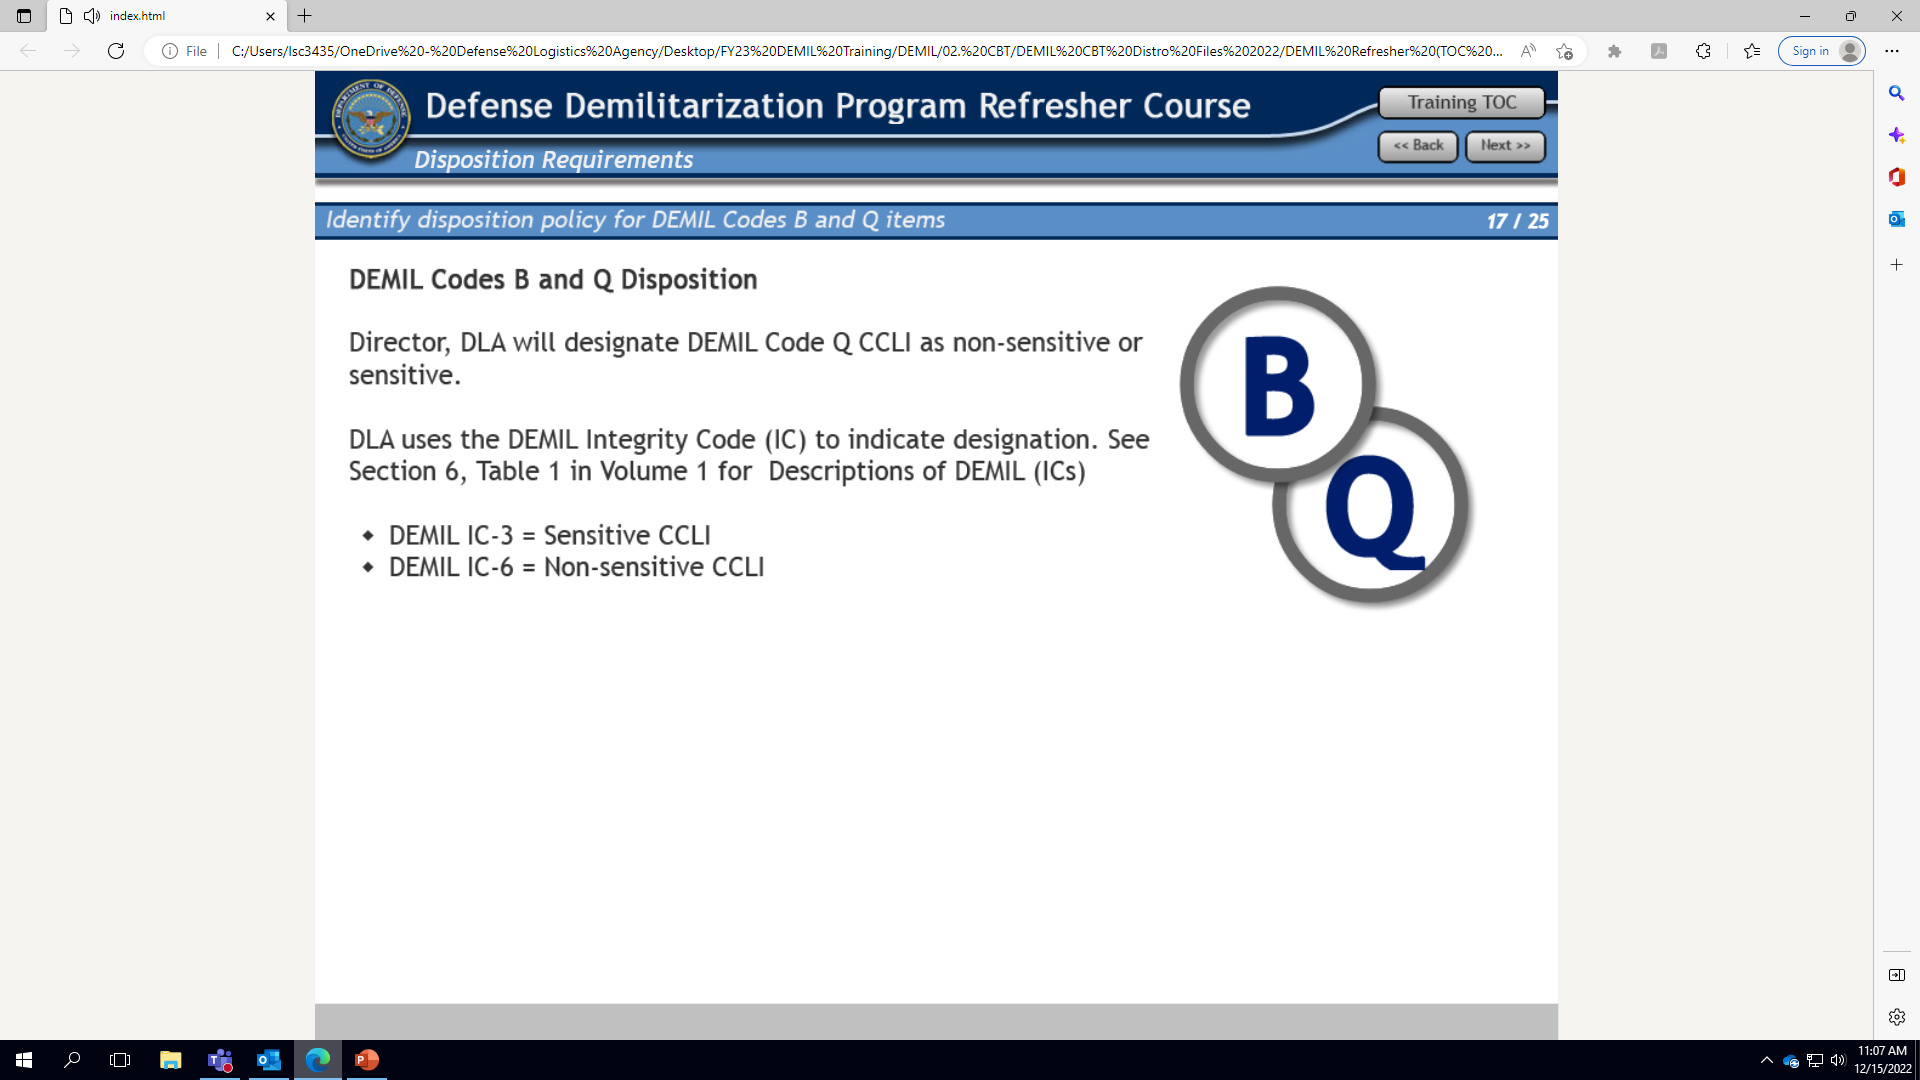 index.html
File
C:/Users/lsc3435/OneDrive%20-%20Defense%20Logistics%20Agency/Desktop/FY23%20DEMIL%20Training/DEMIL/02.%20CBT/DEMIL%20CBT%20Distro%20Files%202022/DEMIL%20Refresher%20(TOC%20...
Sign in
Defense Demilitarization Program Refresher Course
Training TOC
<< Back
Next >>
Disposition Requirements
Identify disposition policy for DEMIL Codes B and Q items
17 / 25
DEMIL Codes B and Q Disposition
Director, DLA will designate DEMIL Code Q CCLI as non-sensitive or
sensitive.
DLA uses the DEMIL Integrity Code (IC) to indicate designation. See
Section 6, Table 1 in Volume 1 for  Descriptions of DEMIL (ICs)
DEMIL IC-3 = Sensitive CCLI
DEMIL IC-6 = Non-sensitive CCLI
B
Q
11:07 AM
12/15/2022